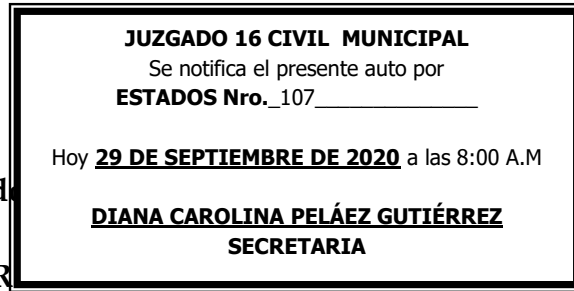 JUZGADO 16 CIVIL MUNICIPAL
Se notifica el presente auto por
ESTADOS Nro._107______________
Hoy 29 DE SEPTIEMBRE DE 2020 a las 8:00 A.M
DIANA CAROLINA PELÁEZ GUTIÉRREZ
SECRETARIA